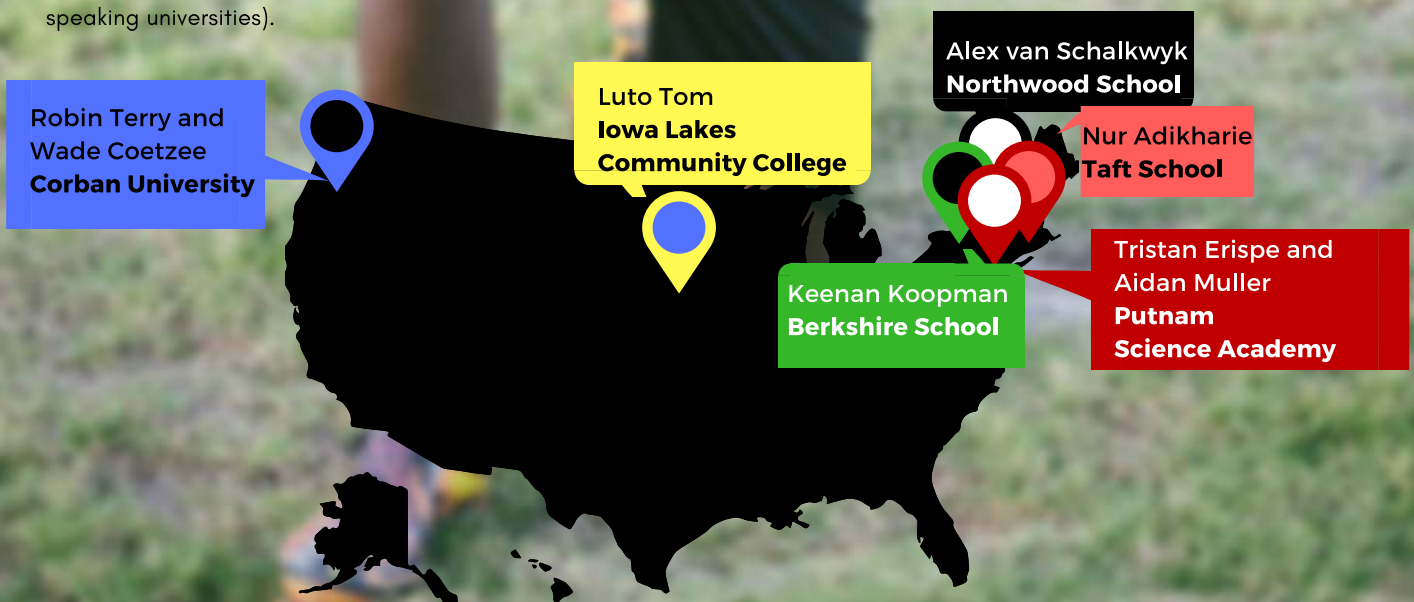 speaking universities).
Alex van Schalkwyk
Northwood School
Robin Terry and
Wade Coetzee
Corban University
Luto Tom
Iowa Lakes
Community College
Nur Adikharie
Taft School
Keenan Koopman
Berkshire School
Tristan Erispe and
Aidan Muller
Putnam
Science Academy